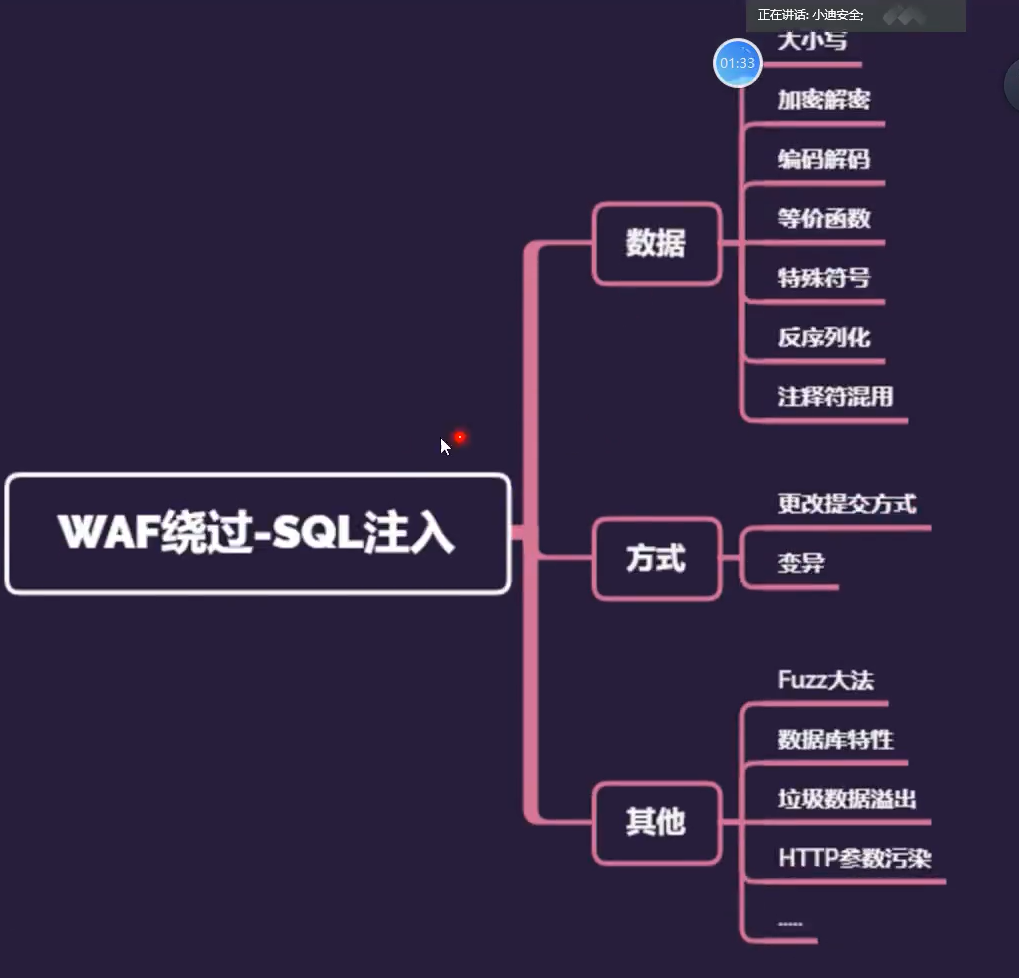 正在讲话: 小迪安全;
大小写
01:33
加密解密
编码解码
等价函数
数据
特殊符号
反序列化
注释符混用
更改提交方式
WAF绕过-SQL注入
方式
变异
Fuzz大法
数据库特性
垃圾数据溢出
其他
HTTP参数污染
.....